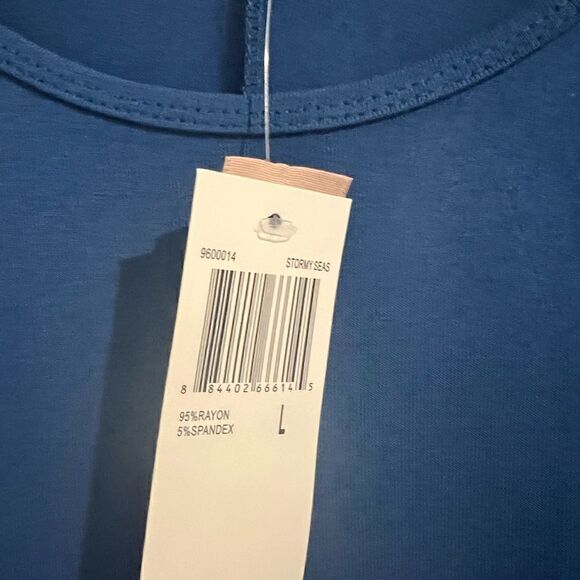 9600014 STORMY SEAS
8 84402 66614 5
95%RAYON L
5%SPANDEX